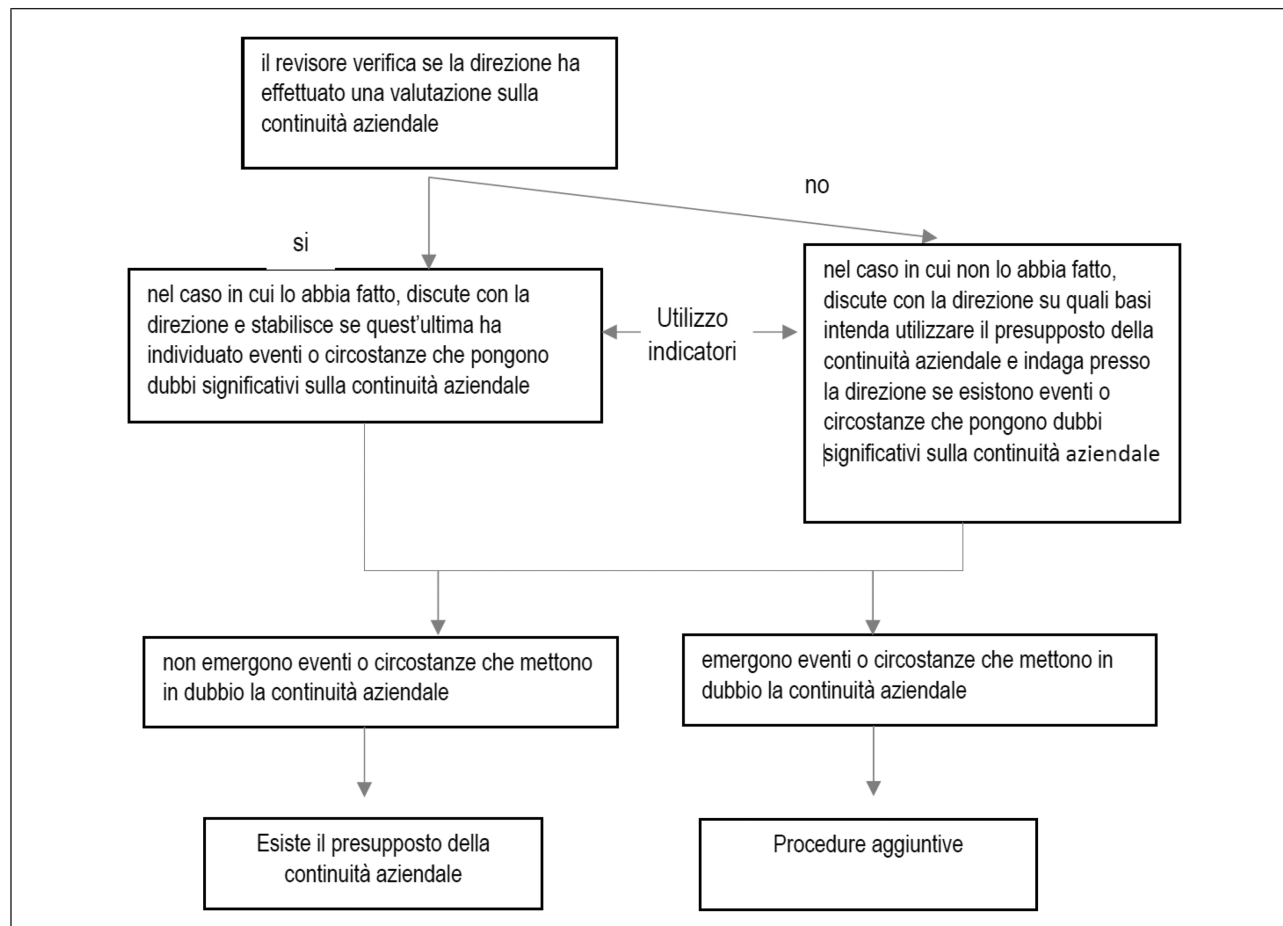 il revisore verifica se la direzione ha
effettuato una valutazione sulla
continuità aziendale
no
si
nel caso in cui lo abbia fatto, discute con la
direzione e stabilisce se quest'ultima ha
individuato eventi o circostanze che pongono
dubbi significativi sulla continuità aziendale
Utilizzo
indicatori
nel caso in cui non lo abbia fatto,
discute con la direzione su quali basi
intenda utilizzare il presupposto della
continuità aziendale e indaga presso
la direzione se esistono eventi o
circostanze che pongono dubbi
significativi sulla continuità aziendale
non emergono eventi o circostanze che mettono
in dubbio la continuità aziendale
emergono eventi o circostanze che mettono in
dubbio la continuità aziendale
Esiste il presupposto della
continuità aziendale
Procedure aggiuntive